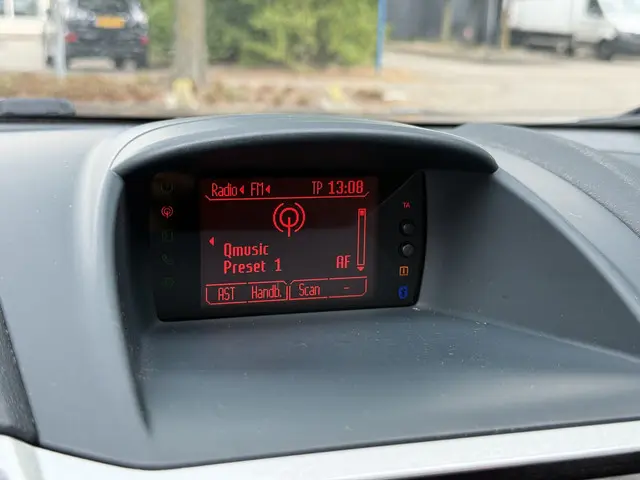 Radio FM TP 13:08
TA
Qmusic
Preset 1 AF
AST Handb. Scan -